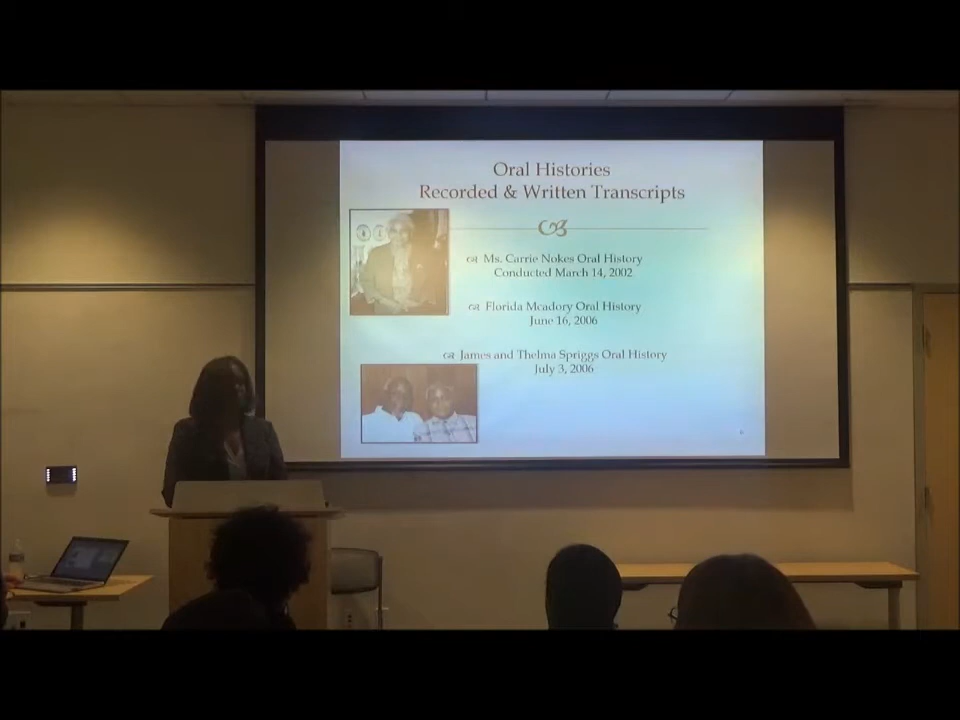 Oral Histories
Recorded & Written Transcripts
Ms. Carrie Nokes Oral History
Conducted March 14, 2002
Florida Mcadory Oral History
June 16, 2006
James and Thelma Spriggs Oral History
July 3, 2006